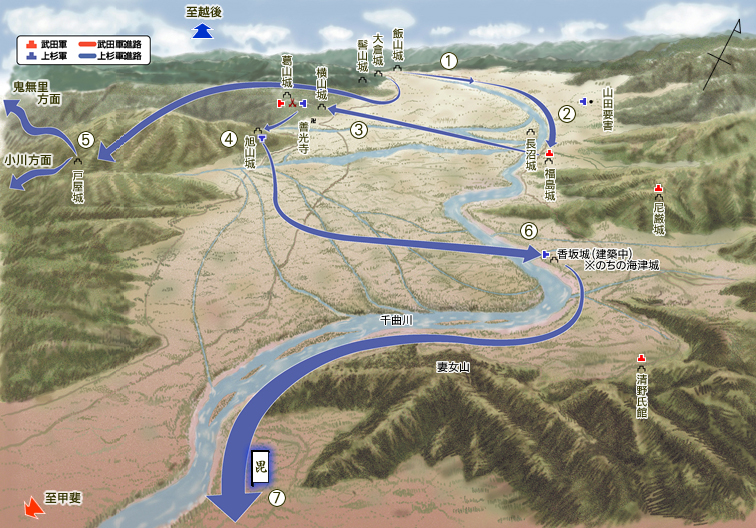 至越後
武田軍
武田軍進路
上杉軍
上杉軍進路
飯山城
大倉城
髻山城
①
葛山城
横山城
鬼無里
方面
②
山田要害
善光寺
③
④
⑤
長沼城
旭山城
小川方面
戸屋城
福島城
尼厳城
⑥
香坂城（建築中）
※のちの海津城
千曲川
妻女山
清野氏館
毘
⑦
至甲斐